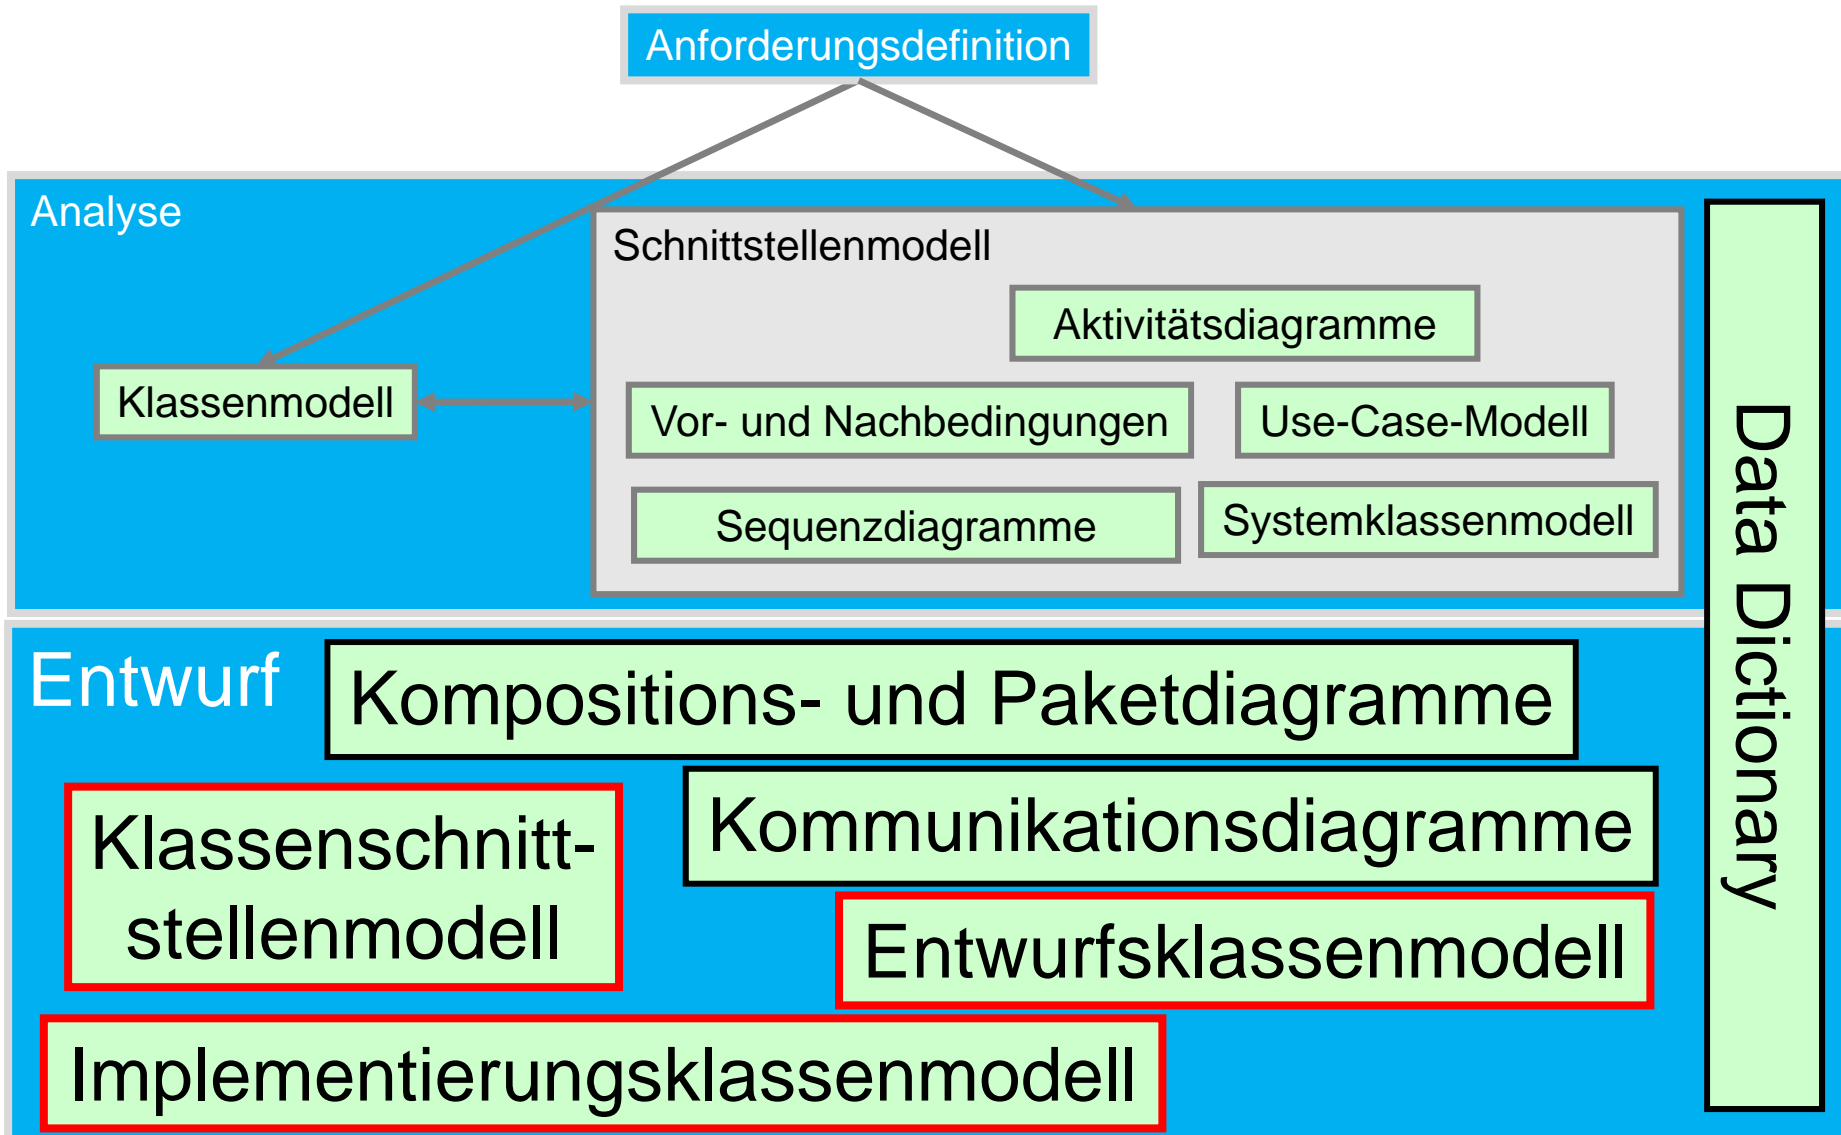 Anforderungsdefinition
Analyse
Schnittstellenmodell
Aktivitätsdiagramme
Klassenmodell
Vor- und Nachbedingungen
Use-Case-Modell
Sequenzdiagramme
Systemklassenmodell
Data Dictionary
Entwurf
Kompositions- und Paketdiagramme
Kommunikationsdiagramme
Klassenschnitt-
stellenmodell
Entwurfsklassenmodell
Implementierungsklassenmodell